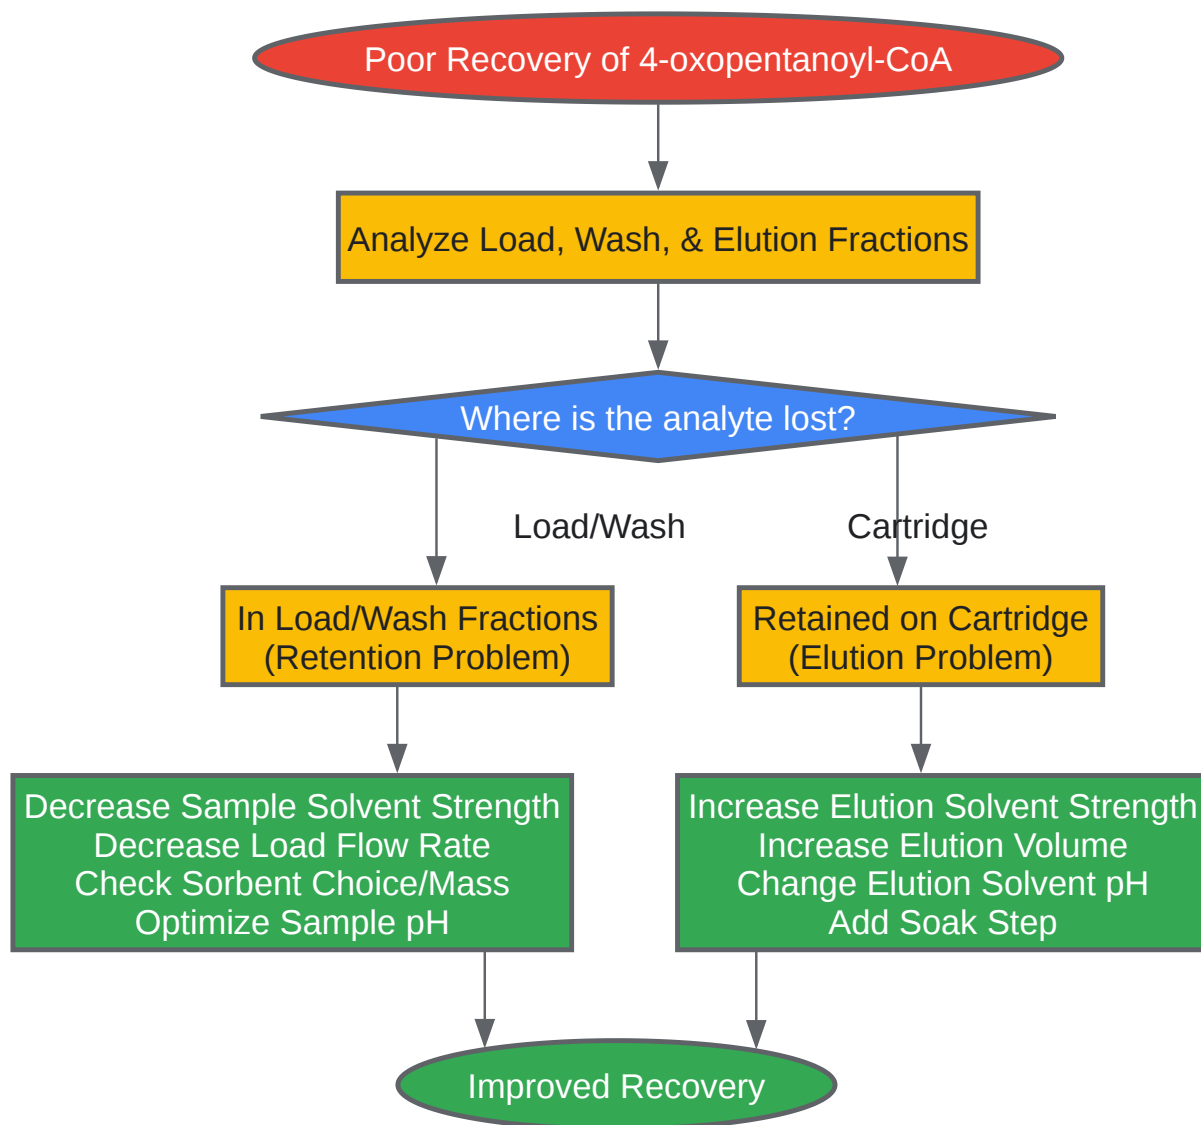 Poor Recovery of 4-oxopentanoyl-CoA
Analyze Load, Wash, & Elution Fractions
Where is the analyte lost?
Load/Wash
Cartridge
In Load/Wash Fractions
(Retention Problem)
Retained on Cartridge
(Elution Problem)
Decrease Sample Solvent Strength
Decrease Load Flow Rate
Check Sorbent Choice/Mass
Optimize Sample pH
Increase Elution Solvent Strength
Increase Elution Volume
Change Elution Solvent pH
Add Soak Step
Improved Recovery